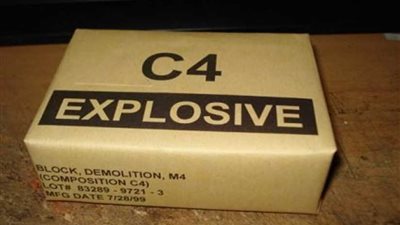 C4
EXPLOSIVE
BLOCK, DEMOLITION, M4
(COMPOSITION C4)
LOT# 83289 - 9721 - 3
MFG DATE 7/28/99